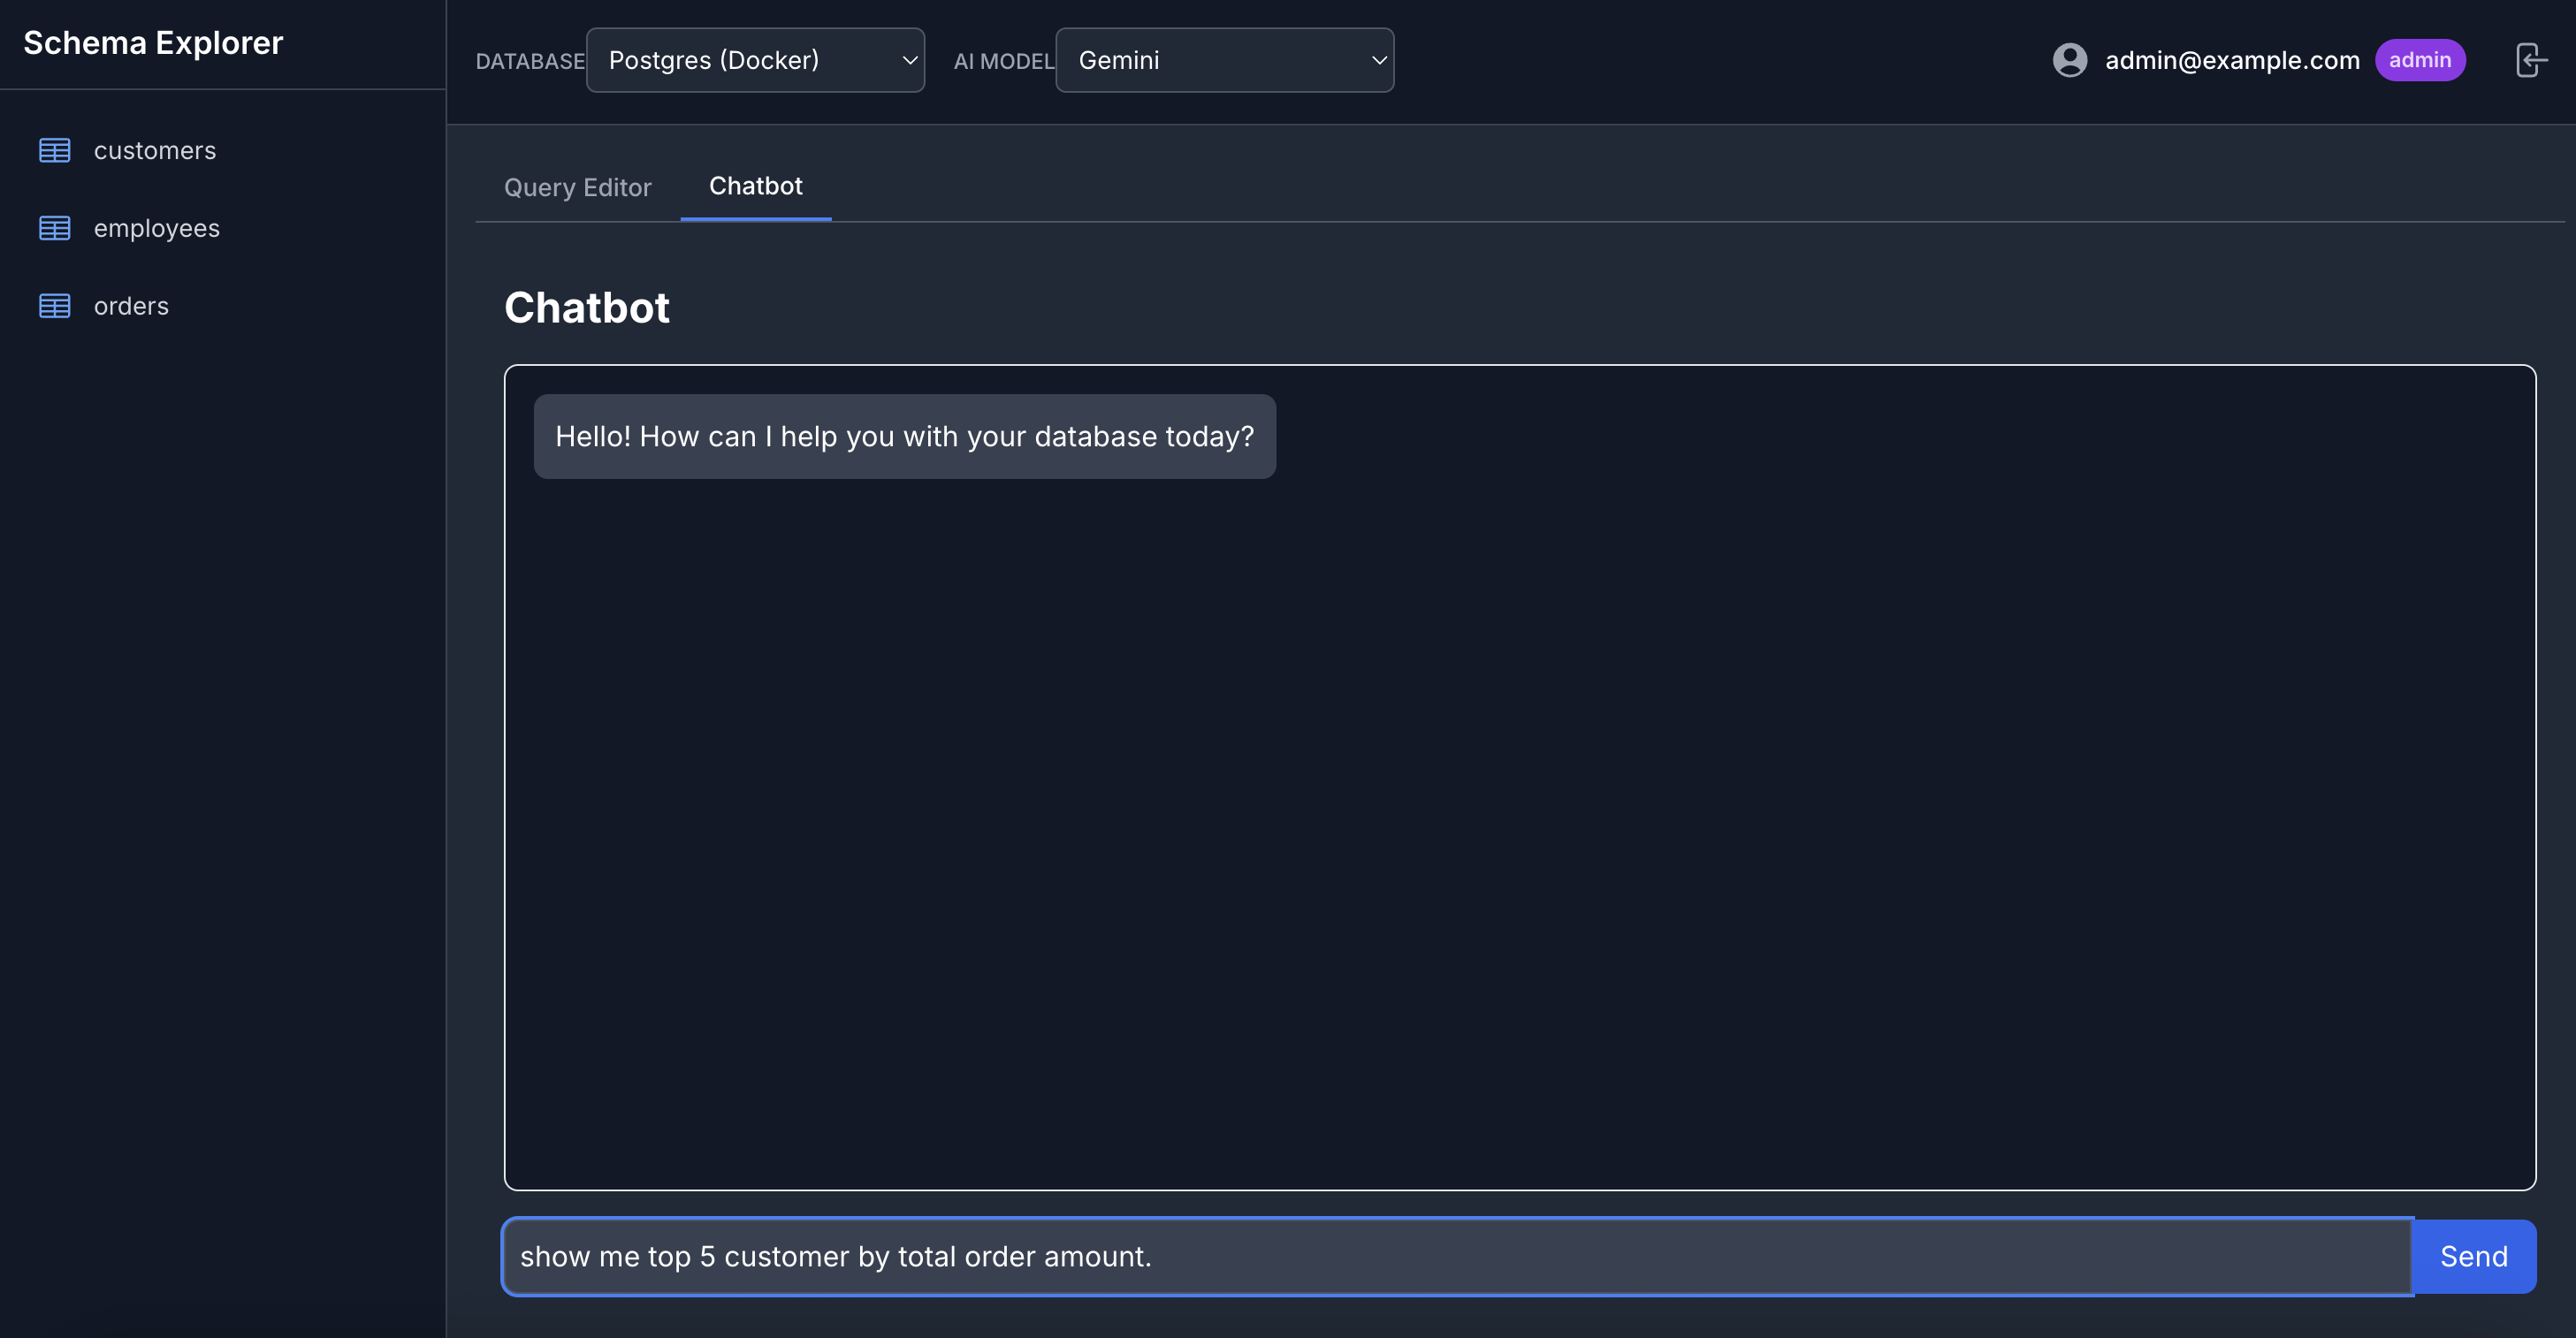 Schema Explorer
customers
employees
orders
DATABASE Postgres (Docker) AI MODEL Gemini admin@example.com admin
Query Editor Chatbot
Chatbot
Hello! How can I help you with your database today?
show me top 5 customer by total order amount. Send